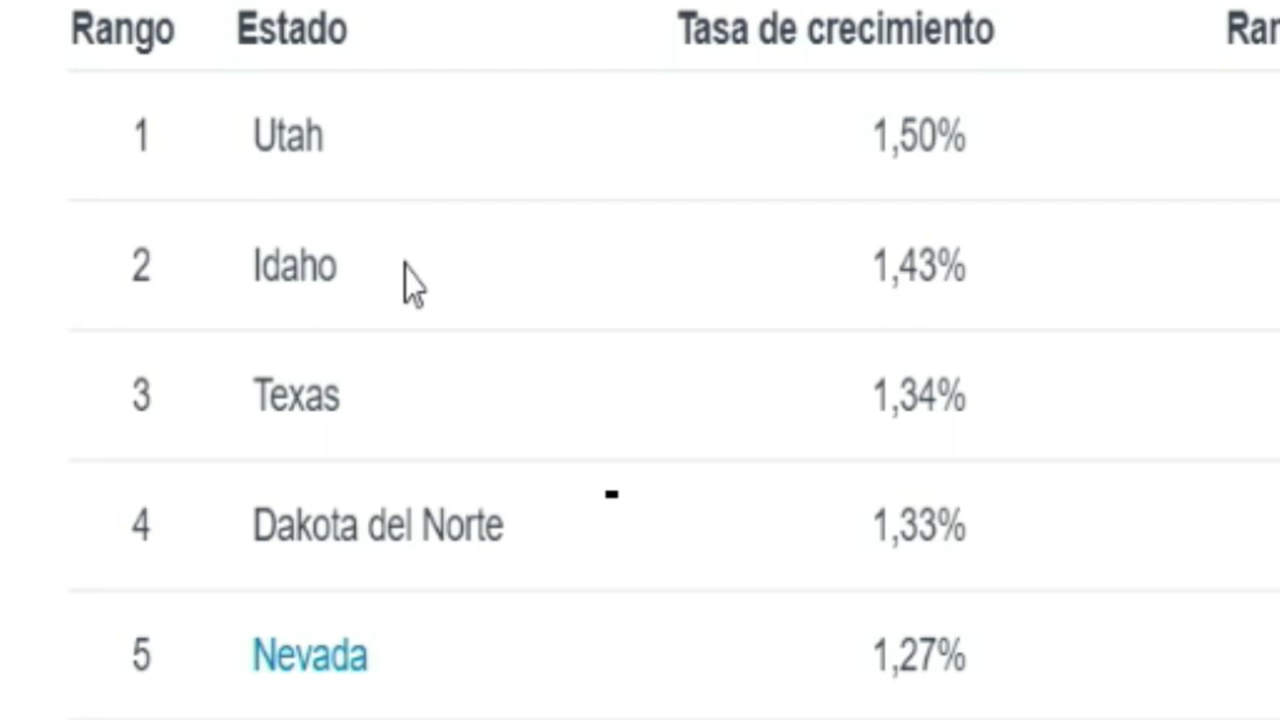 Rango Estado Tasa de crecimiento
1 Utah 1,50%
2 Idaho 1,43%
3 Texas 1,34%
4 Dakota del Norte 1,33%
5 Nevada 1,27%